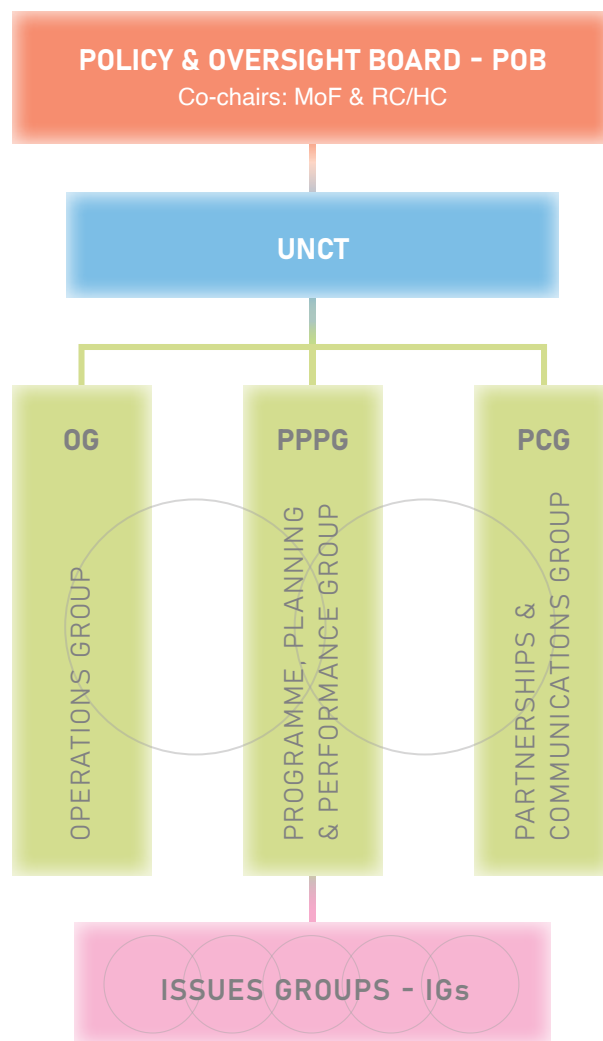 POLICY & OVERSIGHT BOARD - POB
Co-chairs: MoF & RC/HC
UNCT
OG
OPERATIONS GROUP
PPPG
PROGRAMME, PLANNING
& PERFORMANCE GROUP
PCG
PARTNERSHIPS &
COMMUNICATIONS GROUP
ISSUES GROUPS - IGs